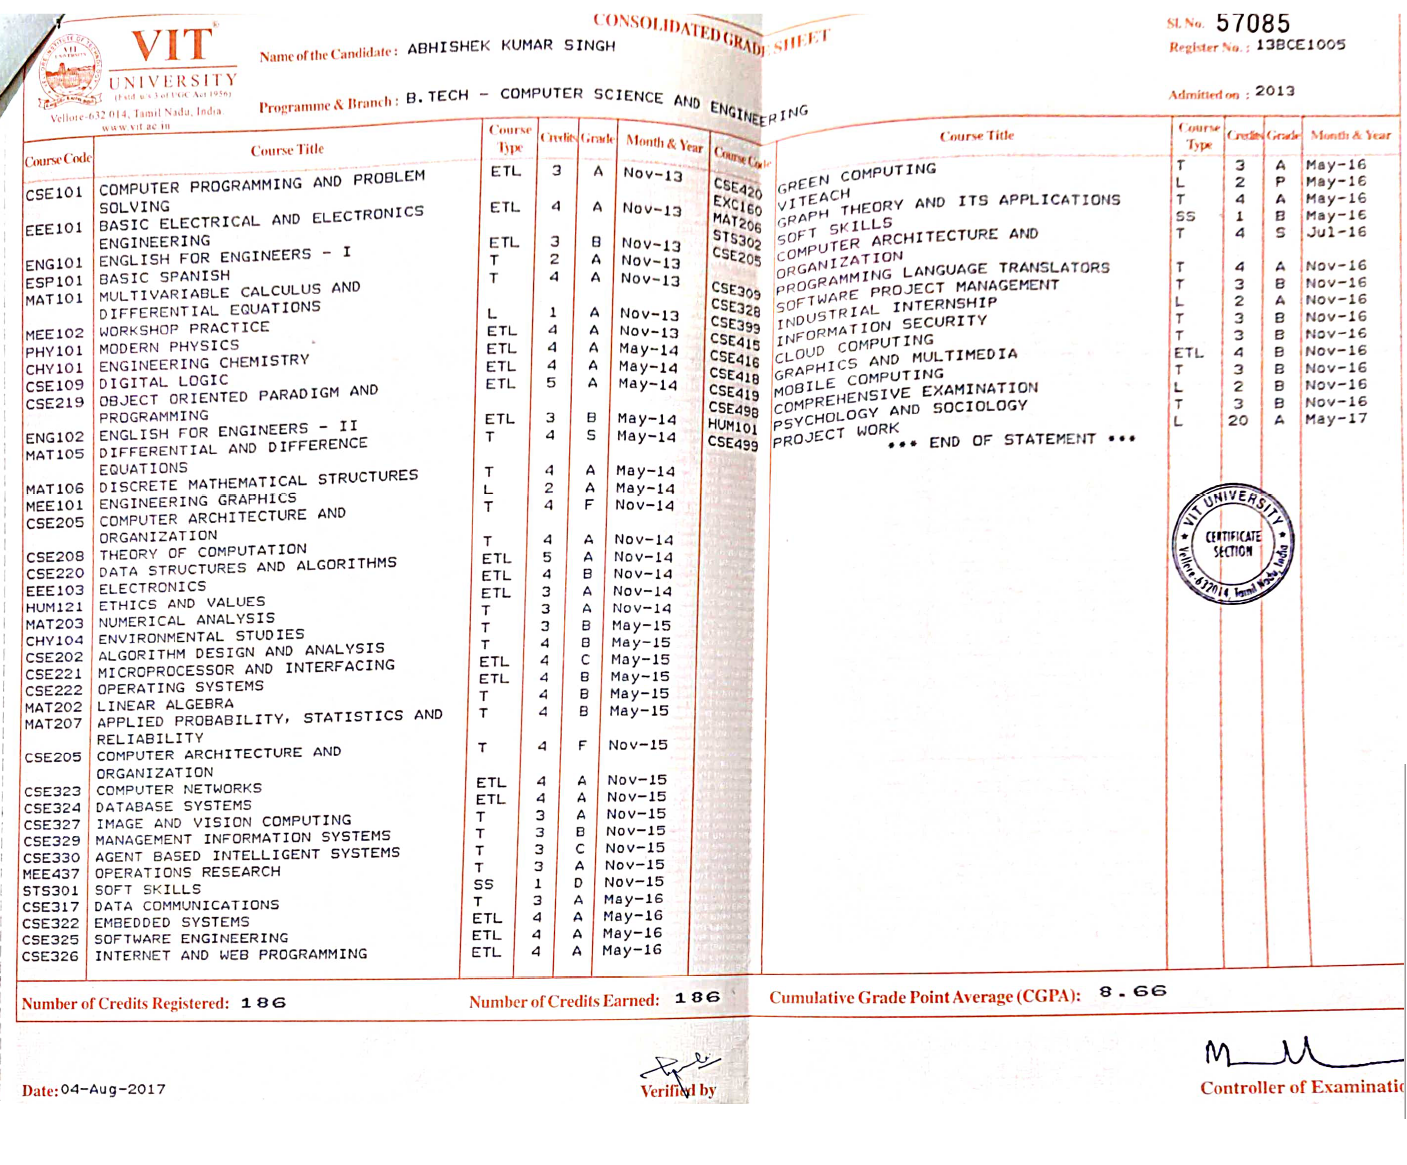 CONSOLIDATED GRADE SHEET
VIT®
UNIVERSITY
(Estd. u/s 3 of UGC Act 1956)
Vellore-632 014, Tamil Nadu, India
www.vit.ac.in
Name of the Candidate : ABHISHEK KUMAR SINGH
Programme & Branch : B.TECH - COMPUTER SCIENCE AND ENGINEERING
Sl. No. 57085
Register No. : 13BCE1005
Admitted on : 2013
Course Code Course Title Course Type Credits Grade Month & Year
CSE101 COMPUTER PROGRAMMING AND PROBLEM ETL 3 A Nov-13
SOLVING
EEE101 BASIC ELECTRICAL AND ELECTRONICS ETL 4 A Nov-13
ENGINEERING
ENG101 ENGLISH FOR ENGINEERS - I ETL 3 B Nov-13
ESP101 BASIC SPANISH T 2 A Nov-13
MAT101 MULTIVARIABLE CALCULUS AND T 4 A Nov-13
DIFFERENTIAL EQUATIONS
MEE102 WORKSHOP PRACTICE L 1 A Nov-13
PHY101 MODERN PHYSICS ETL 4 A Nov-13
CHY101 ENGINEERING CHEMISTRY ETL 4 A May-14
CSE109 DIGITAL LOGIC ETL 4 A May-14
CSE219 OBJECT ORIENTED PARADIGM AND ETL 5 A May-14
PROGRAMMING
ENG102 ENGLISH FOR ENGINEERS - II ETL 3 B May-14
MAT105 DIFFERENTIAL AND DIFFERENCE T 4 S May-14
EQUATIONS
MAT106 DISCRETE MATHEMATICAL STRUCTURES T 4 A May-14
MEE101 ENGINEERING GRAPHICS L 2 A May-14
CSE205 COMPUTER ARCHITECTURE AND T 4 F Nov-14
ORGANIZATION
CSE208 THEORY OF COMPUTATION T 4 A Nov-14
CSE220 DATA STRUCTURES AND ALGORITHMS ETL 5 A Nov-14
EEE103 ELECTRONICS ETL 4 B Nov-14
HUM121 ETHICS AND VALUES ETL 3 A Nov-14
MAT203 NUMERICAL ANALYSIS T 3 A Nov-14
CHY104 ENVIRONMENTAL STUDIES T 3 B May-15
CSE202 ALGORITHM DESIGN AND ANALYSIS T 4 B May-15
CSE221 MICROPROCESSOR AND INTERFACING ETL 4 C May-15
CSE222 OPERATING SYSTEMS ETL 4 B May-15
MAT202 LINEAR ALGEBRA T 4 B May-15
MAT207 APPLIED PROBABILITY, STATISTICS AND T 4 B May-15
RELIABILITY
CSE205 COMPUTER ARCHITECTURE AND T 4 F Nov-15
ORGANIZATION
CSE323 COMPUTER NETWORKS ETL 4 A Nov-15
CSE324 DATABASE SYSTEMS ETL 4 A Nov-15
CSE327 IMAGE AND VISION COMPUTING T 3 A Nov-15
CSE329 MANAGEMENT INFORMATION SYSTEMS T 3 B Nov-15
CSE330 AGENT BASED INTELLIGENT SYSTEMS T 3 C Nov-15
MEE437 OPERATIONS RESEARCH T 3 A Nov-15
STS301 SOFT SKILLS SS 1 D Nov-15
CSE317 DATA COMMUNICATIONS T 3 A May-16
CSE322 EMBEDDED SYSTEMS ETL 4 A May-16
CSE325 SOFTWARE ENGINEERING ETL 4 A May-16
CSE326 INTERNET AND WEB PROGRAMMING ETL 4 A May-16
Course Code Course Title Course Type Credits Grade Month & Year
CSE420 GREEN COMPUTING T 3 A May-16
EXC160 VITEACH L 2 P May-16
MAT206 GRAPH THEORY AND ITS APPLICATIONS T 4 A May-16
STS302 SOFT SKILLS SS 1 B May-16
CSE205 COMPUTER ARCHITECTURE AND T 4 S Jul-16
ORGANIZATION
CSE309 PROGRAMMING LANGUAGE TRANSLATORS T 4 A Nov-16
CSE328 SOFTWARE PROJECT MANAGEMENT T 3 B Nov-16
CSE399 INDUSTRIAL INTERNSHIP L 2 A Nov-16
CSE415 INFORMATION SECURITY T 3 B Nov-16
CSE416 CLOUD COMPUTING T 3 B Nov-16
CSE418 GRAPHICS AND MULTIMEDIA ETL 4 B Nov-16
CSE419 MOBILE COMPUTING T 3 B Nov-16
CSE498 COMPREHENSIVE EXAMINATION L 2 B Nov-16
HUM101 PSYCHOLOGY AND SOCIOLOGY T 3 B Nov-16
CSE499 PROJECT WORK L 20 A May-17
*** END OF STATEMENT ***
VIT UNIVERSITY
CERTIFICATE
SECTION
Vellore-632014, Tamil Nadu, India
Number of Credits Registered: 186 Number of Credits Earned: 186 Cumulative Grade Point Average (CGPA): 8.66
Date: 04-Aug-2017
Verified by
Controller of Examinatio